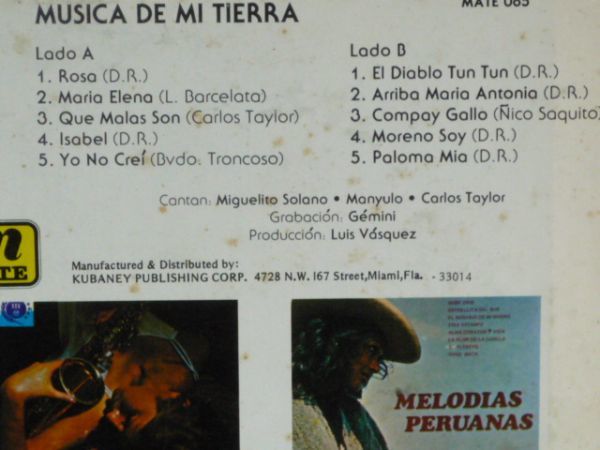 MUSICA DE MI TIERRA
MATE 065
Lado A
1. Rosa (D.R.)
2. Maria Elena (L. Barcelata)
3. Que Malas Son (Carlos Taylor)
4. Isabel (D.R.)
5. Yo No Creí (Bvdo. Troncoso)
Lado B
1. El Diablo Tun Tun (D.R.)
2. Arriba Maria Antonia (D.R.)
3. Compay Gallo (Ñico Saquito)
4. Moreno Soy (D.R.)
5. Paloma Mia (D.R.)
Cantan: Miguelito Solano • Manyulo • Carlos Taylor
Grabación: Gémini
Producción: Luis Vásquez
Manufactured & Distributed by:
KUBANEY PUBLISHING CORP. 4728 N.W. 167 Street, Miami, Fla. - 33014
MELODIAS
PERUANAS